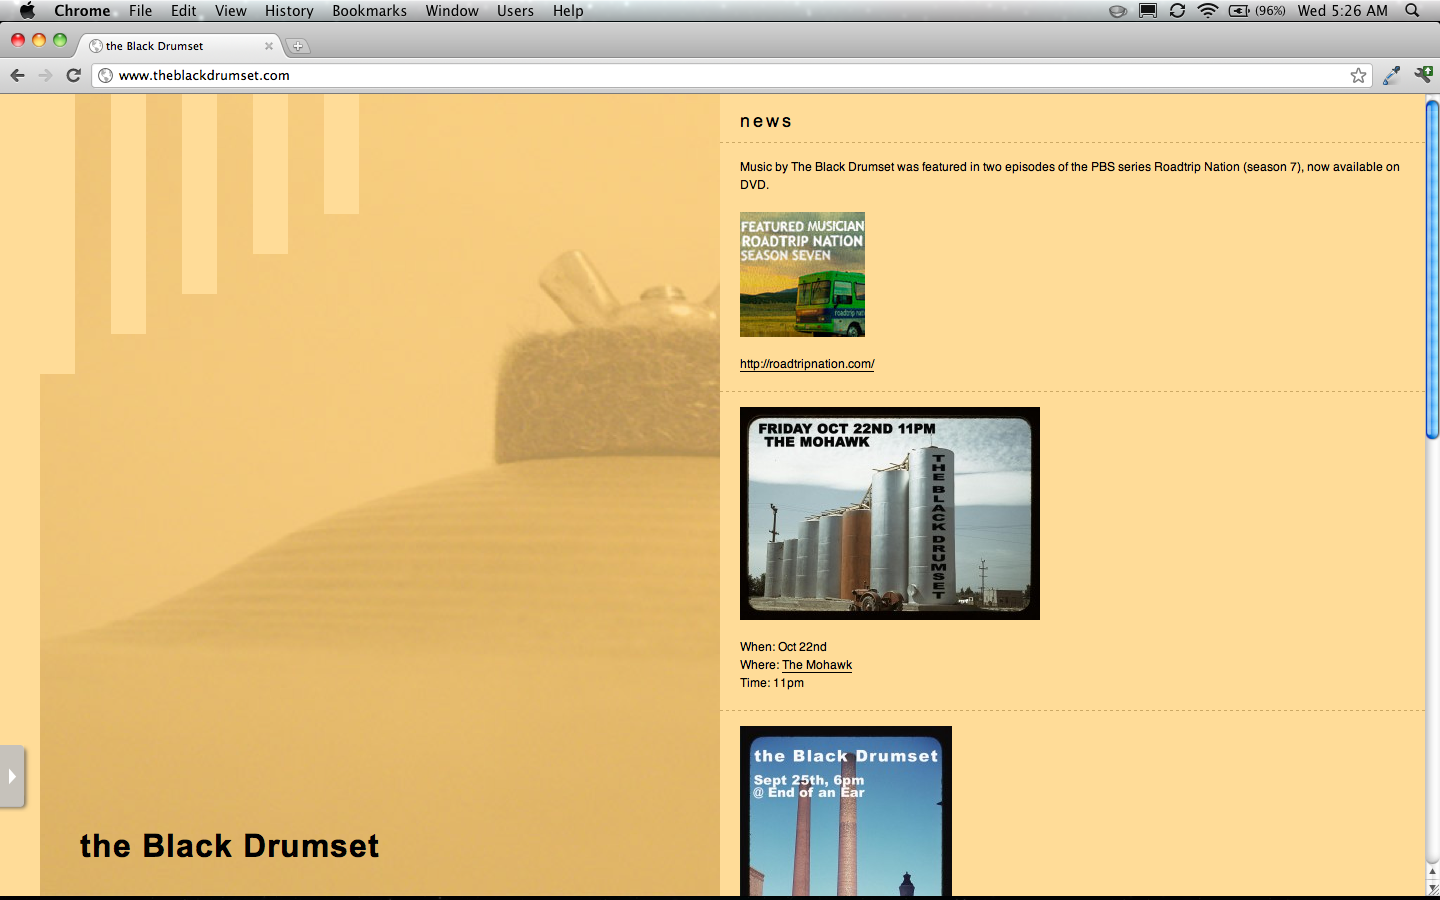 Chrome File Edit View History Bookmarks Window Users Help (96%) Wed 5:26 AM
the Black Drumset
www.theblackdrumset.com
news
Music by The Black Drumset was featured in two episodes of the PBS series Roadtrip Nation (season 7), now available on
DVD.
FEATURED MUSICIAN
ROADTRIP NATION
SEASON SEVEN
roadtrip nat
http://roadtripnation.com/
FRIDAY OCT 22ND 11PM
THE MOHAWK
THE BLACK DRUMSET
When: Oct 22nd
Where: The Mohawk
Time: 11pm
the Black Drumset
Sept 25th, 6pm
@ End of an Ear
the Black Drumset